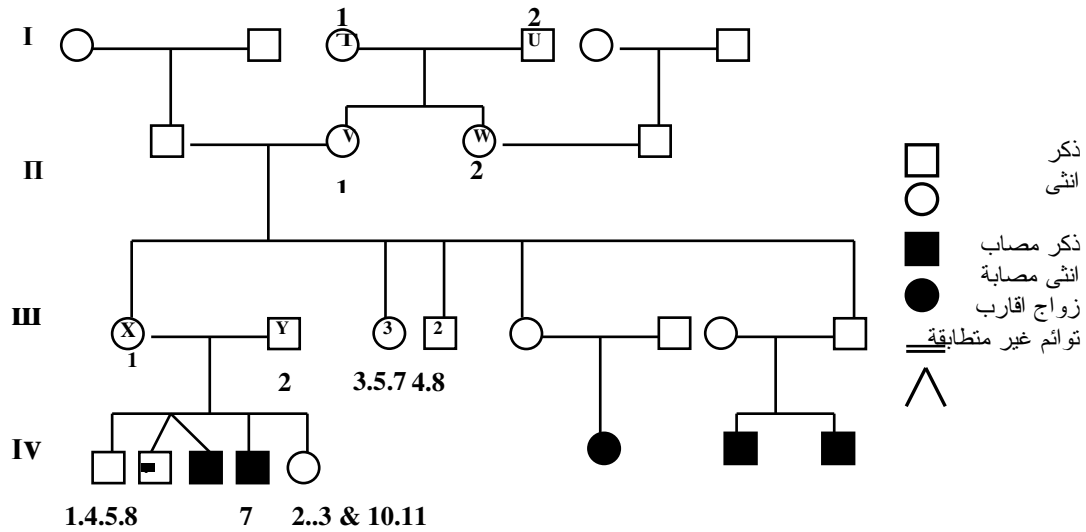 1 2
I T U
V W
II 1 2
ذكر
انثى
ذكر مصاب
انثى مصابة
زواج اقارب
توائم غير متطابقة
III X Y 3 2
1 2 3.5.7 4.8
Iv
1.4.5.8 7 2..3 & 10.11